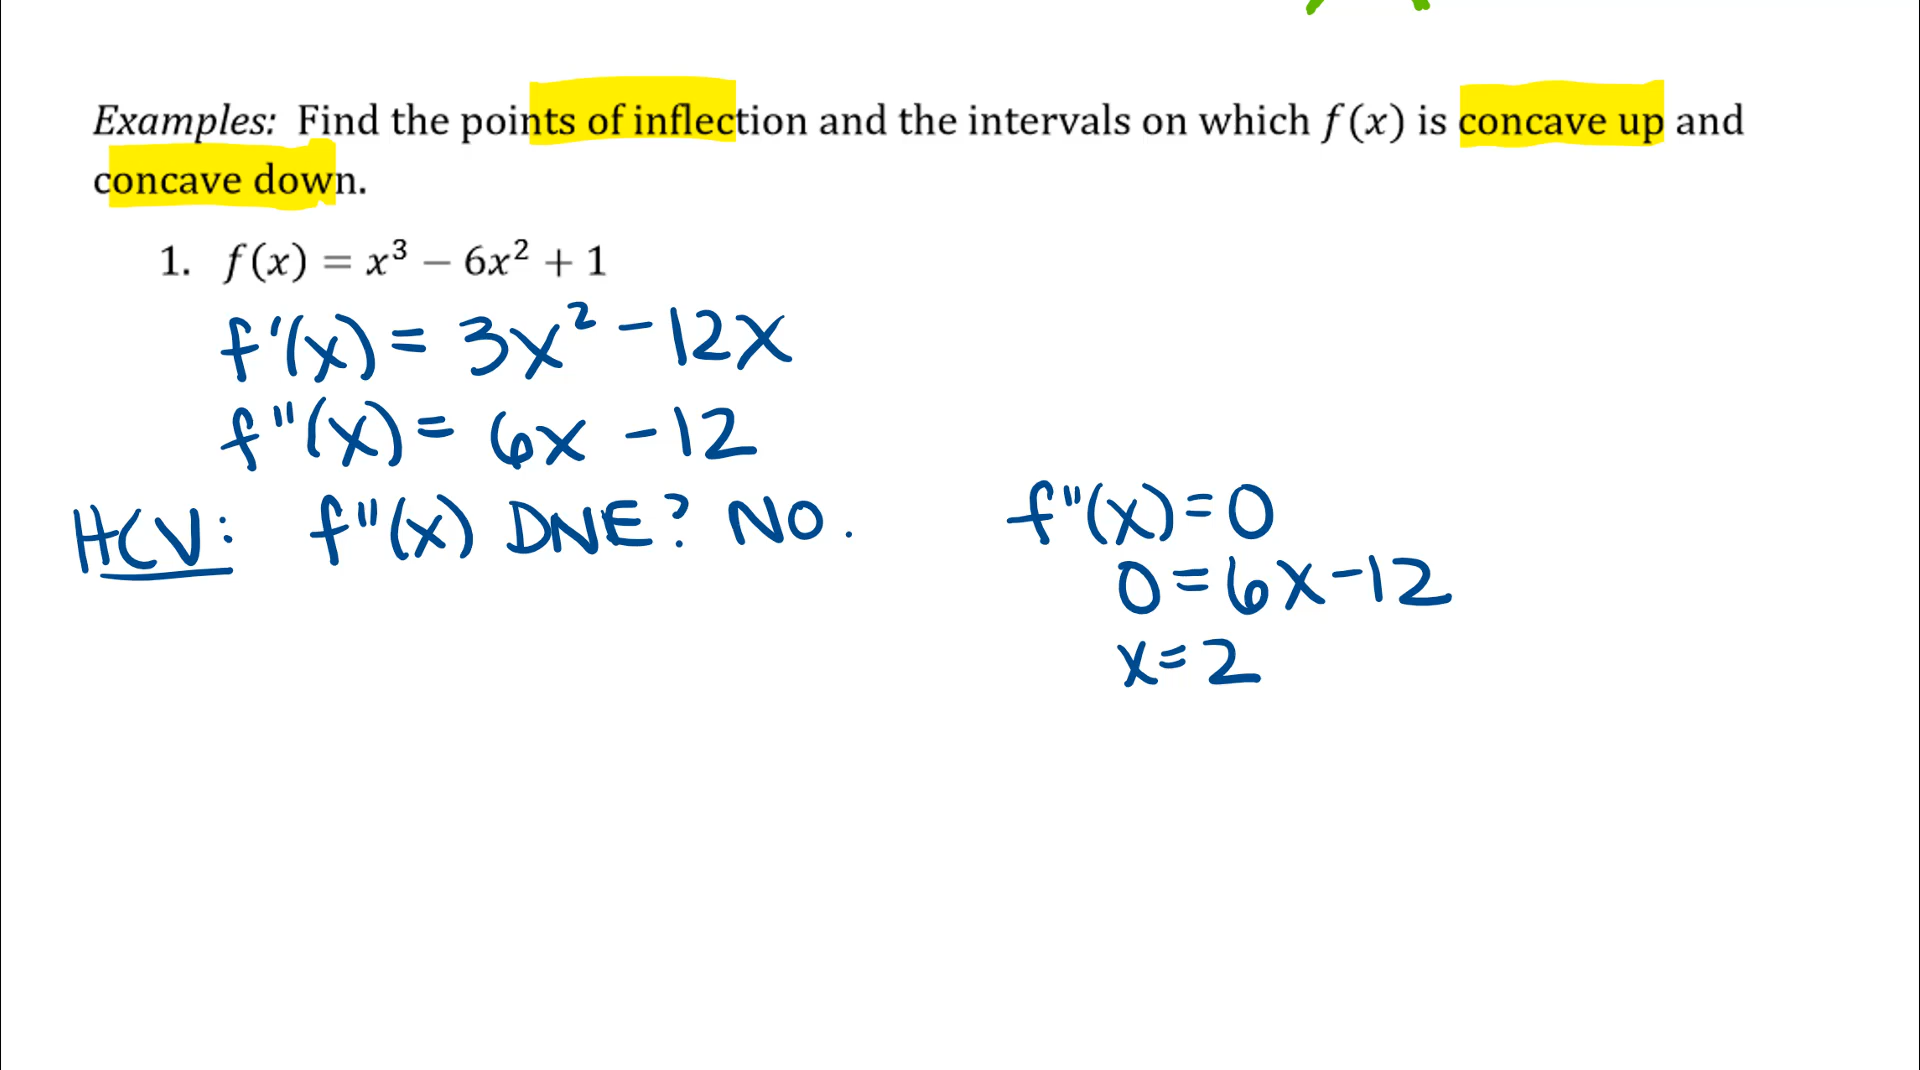 Examples: Find the points of inflection and the intervals on which f(x) is concave up and
concave down.
1. f(x) = x³ − 6x² + 1
f'(x) = 3x² − 12x
f''(x) = 6x − 12
HCV: f''(x) DNE? NO.
f''(x) = 0
0 = 6x − 12
x = 2